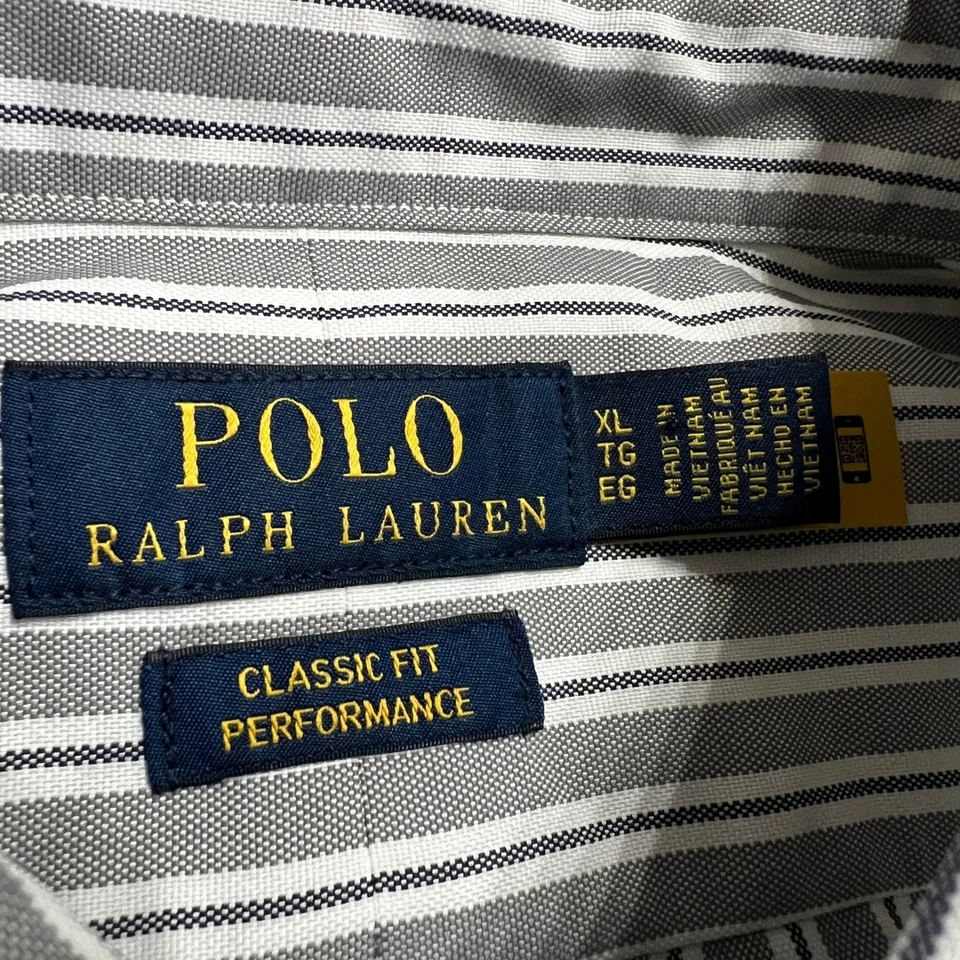 POLO
RALPH LAUREN
XL
TG
EG
MADE IN
VIETNAM
FABRIQUÉ AU
VIÊT NAM
HECHO EN
VIETNAM
CLASSIC FIT
PERFORMANCE